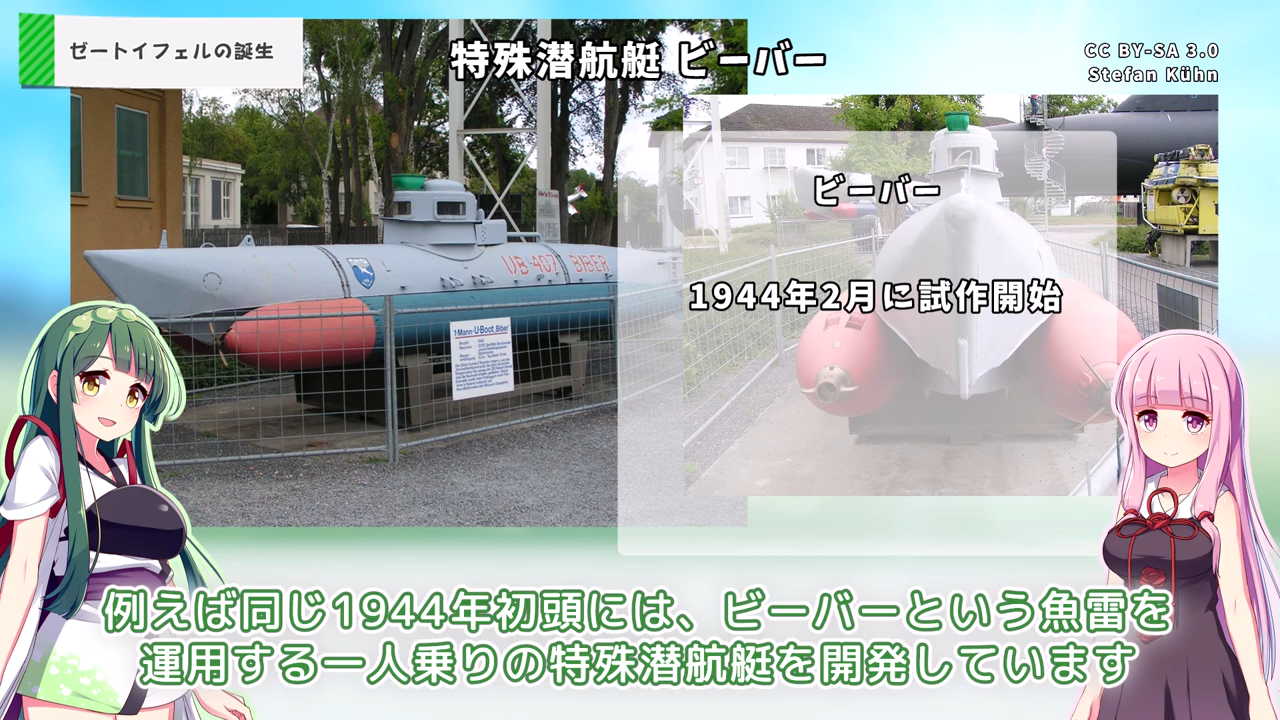 ゼートイフェルの誕生
特殊潜航艇 ビーバー
CC BY-SA 3.0
Stefan Kühn
ビーバー
1944年2月に試作開始
UB-407 BIBER
1-Mann-U-Boot „Biber"
例えば同じ1944年初頭には、ビーバーという魚雷を
運用する一人乗りの特殊潜航艇を開発しています